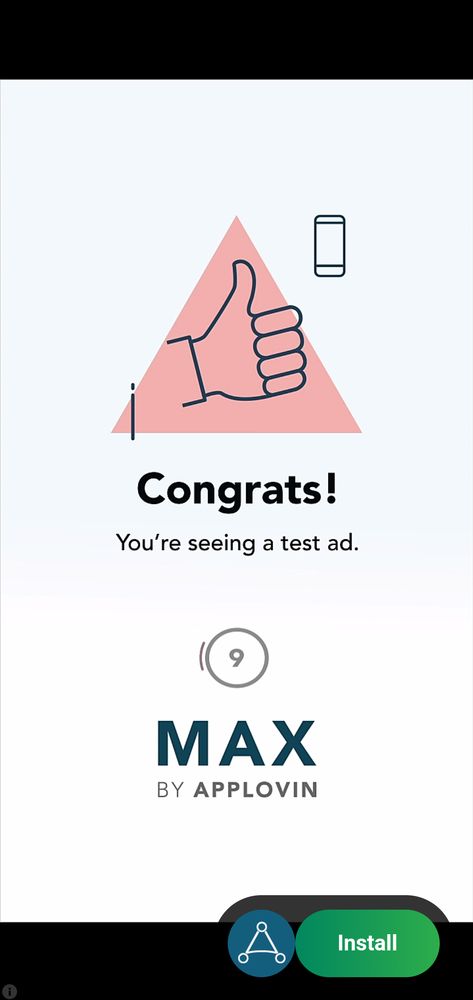 Congrats!
You're seeing a test ad.
9
MAX
BY APPLOVIN
Install